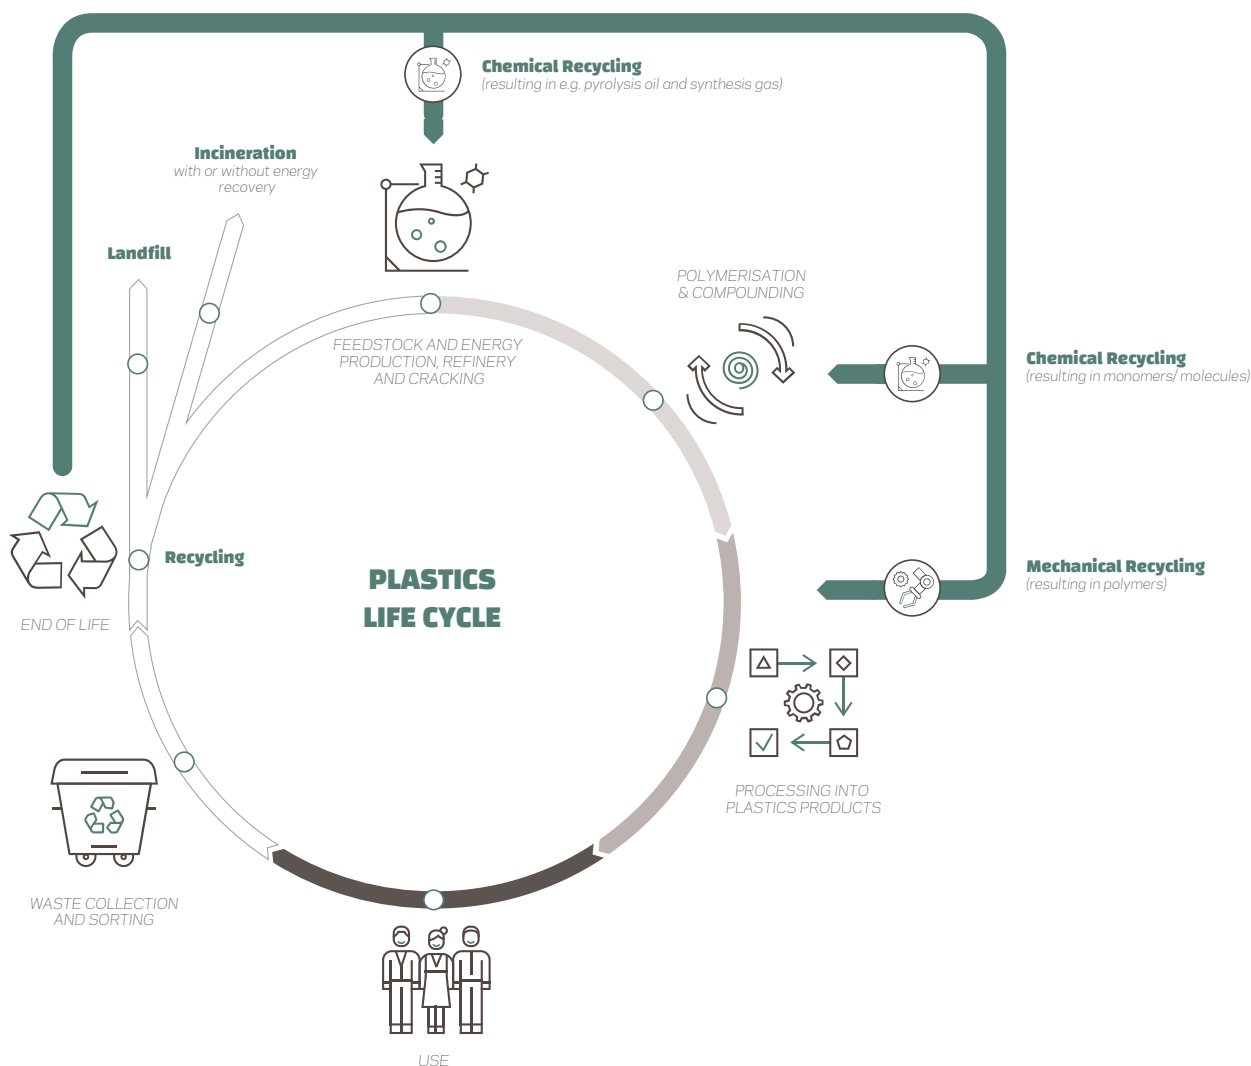 Chemical Recycling
(resulting in e.g. pyrolysis oil and synthesis gas)
Incineration
with or without energy
recovery
Landfill
POLYMERISATION
& COMPOUNDING
FEEDSTOCK AND ENERGY
PRODUCTION, REFINERY
AND CRACKING
Chemical Recycling
(resulting in monomers/ molecules)
Recycling
PLASTICS
LIFE CYCLE
Mechanical Recycling
(resulting in polymers)
END OF LIFE
PROCESSING INTO
PLASTICS PRODUCTS
WASTE COLLECTION
AND SORTING
USE